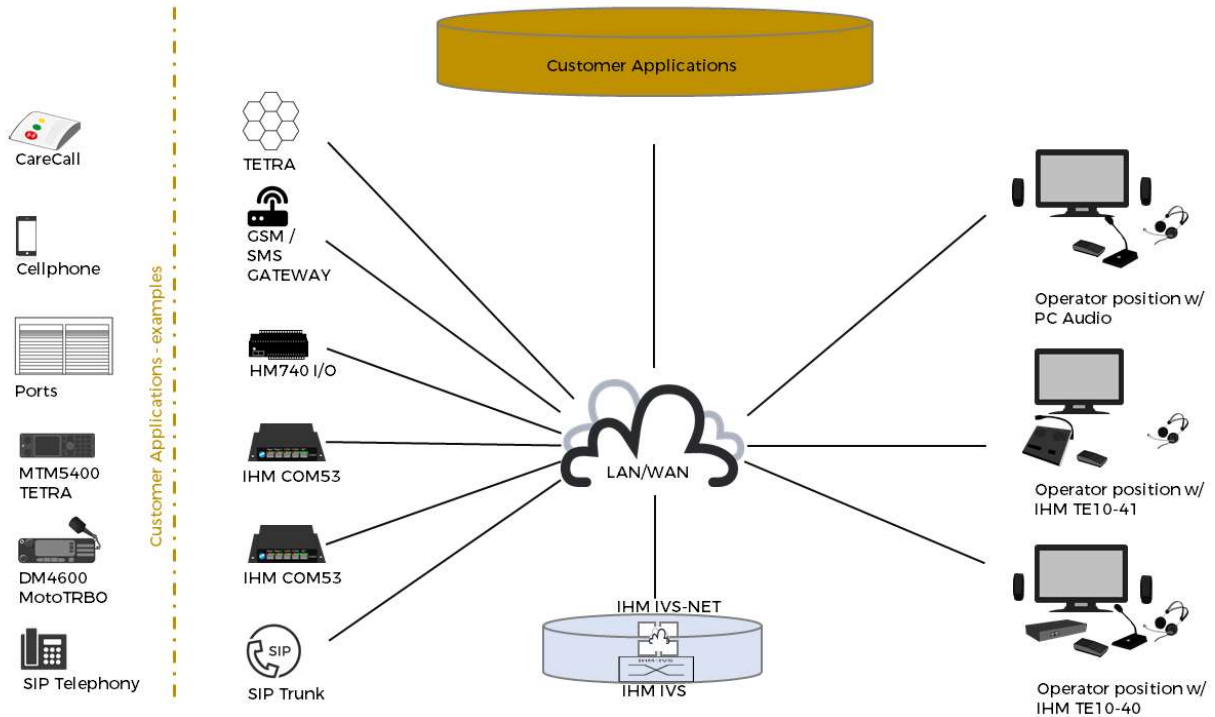 Customer Applications
CareCall
Cellphone
Ports
MTM5400
TETRA
DM4600
MotoTRBO
SIP Telephony
Customer Applications - examples
TETRA
GSM /
SMS
GATEWAY
HM740 I/O
IHM COM53
IHM COM53
SIP
SIP Trunk
LAN/WAN
IHM IVS-NET
IHM-IVS
IHM IVS
Operator position w/
PC Audio
Operator position w/
IHM TE10-41
Operator position w/
IHM TE10-40